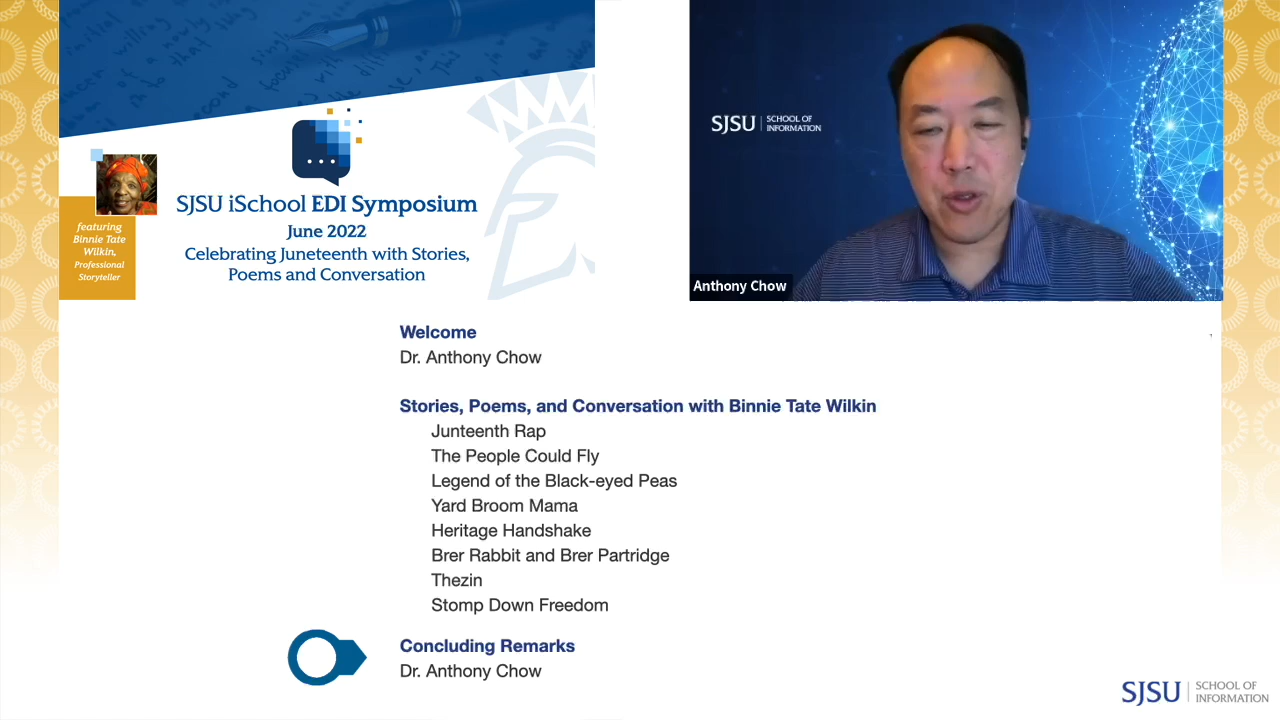 featuring
Binnie Tate
Wilkin,
Professional
Storyteller
SJSU iSchool EDI Symposium
June 2022
Celebrating Juneteenth with Stories,
Poems and Conversation
SJSU SCHOOL OF
INFORMATION
Anthony Chow
Welcome
Dr. Anthony Chow
Stories, Poems, and Conversation with Binnie Tate Wilkin
Junteenth Rap
The People Could Fly
Legend of the Black-eyed Peas
Yard Broom Mama
Heritage Handshake
Brer Rabbit and Brer Partridge
Thezin
Stomp Down Freedom
Concluding Remarks
Dr. Anthony Chow
SJSU SCHOOL OF
INFORMATION